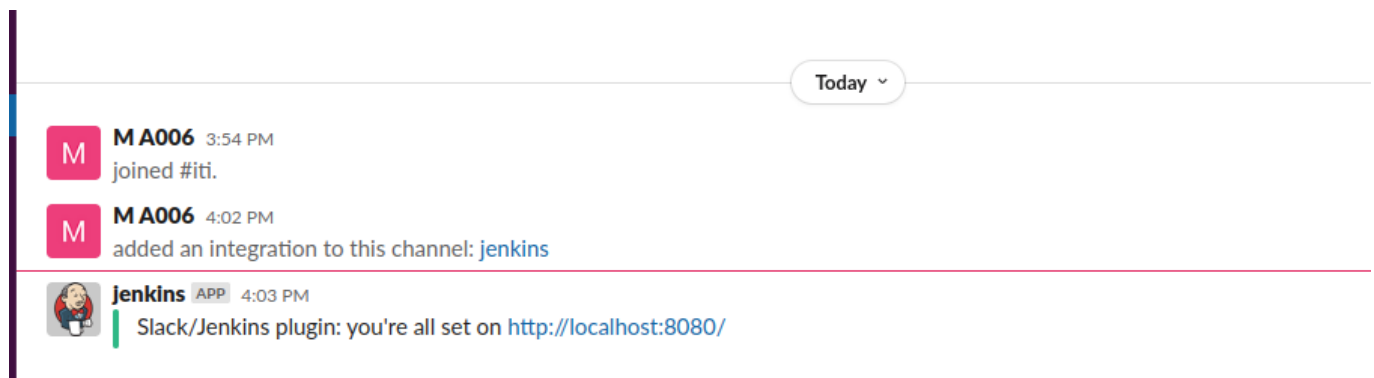 Today
M
M A006 3:54 PM
joined #iti.
M
M A006 4:02 PM
added an integration to this channel: jenkins
jenkins APP 4:03 PM
Slack/Jenkins plugin: you're all set on http://localhost:8080/